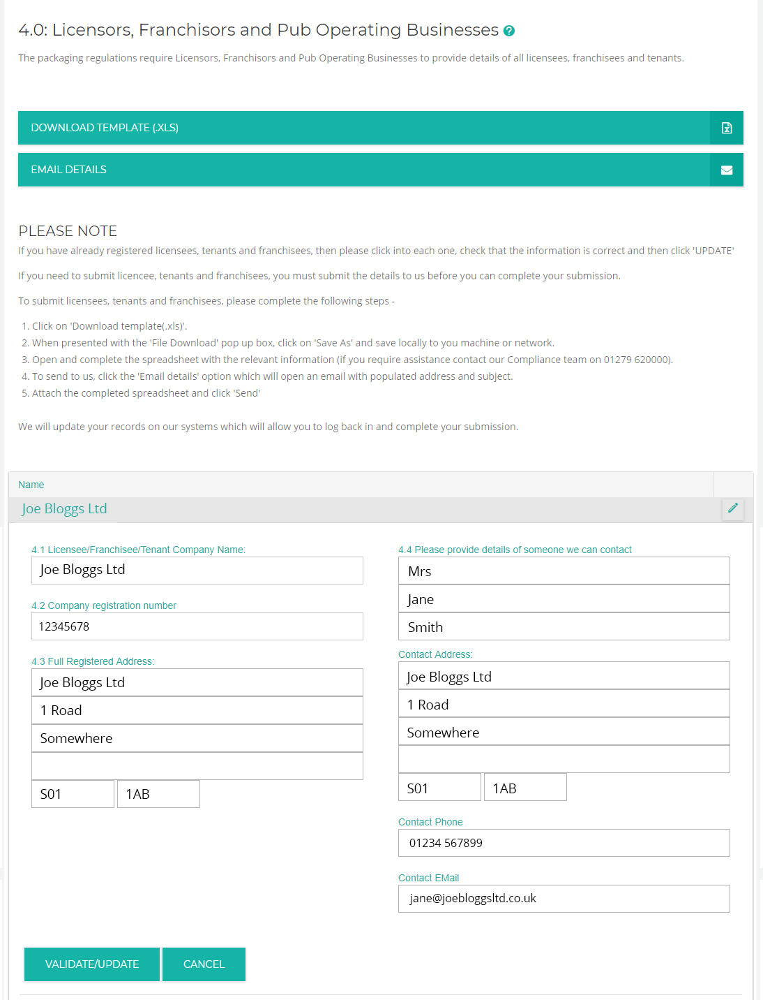 4.0: Licensors, Franchisors and Pub Operating Businesses ?
The packaging regulations require Licensors, Franchisors and Pub Operating Businesses to provide details of all licensees, franchisees and tenants.
DOWNLOAD TEMPLATE (.XLS)
EMAIL DETAILS
PLEASE NOTE
If you have already registered licensees, tenants and franchisees, then please click into each one, check that the information is correct and then click 'UPDATE'
If you need to submit licencee, tenants and franchisees, you must submit the details to us before you can complete your submission.
To submit licensees, tenants and franchisees, please complete the following steps -
1. Click on 'Download template(.xls)'.
2. When presented with the 'File Download' pop up box, click on 'Save As' and save locally to you machine or network.
3. Open and complete the spreadsheet with the relevant information (if you require assistance contact our Compliance team on 01279 620000).
4. To send to us, click the 'Email details' option which will open an email with populated address and subject.
5. Attach the completed spreadsheet and click 'Send'
We will update your records on our systems which will allow you to log back in and complete your submission.
Name
Joe Bloggs Ltd
4.1 Licensee/Franchisee/Tenant Company Name:
Joe Bloggs Ltd
4.2 Company registration number
12345678
4.3 Full Registered Address:
Joe Bloggs Ltd
1 Road
Somewhere
S01 1AB
4.4 Please provide details of someone we can contact
Mrs
Jane
Smith
Contact Address:
Joe Bloggs Ltd
1 Road
Somewhere
S01 1AB
Contact Phone
01234 567899
Contact EMail
jane@joebloggsltd.co.uk
VALIDATE/UPDATE CANCEL